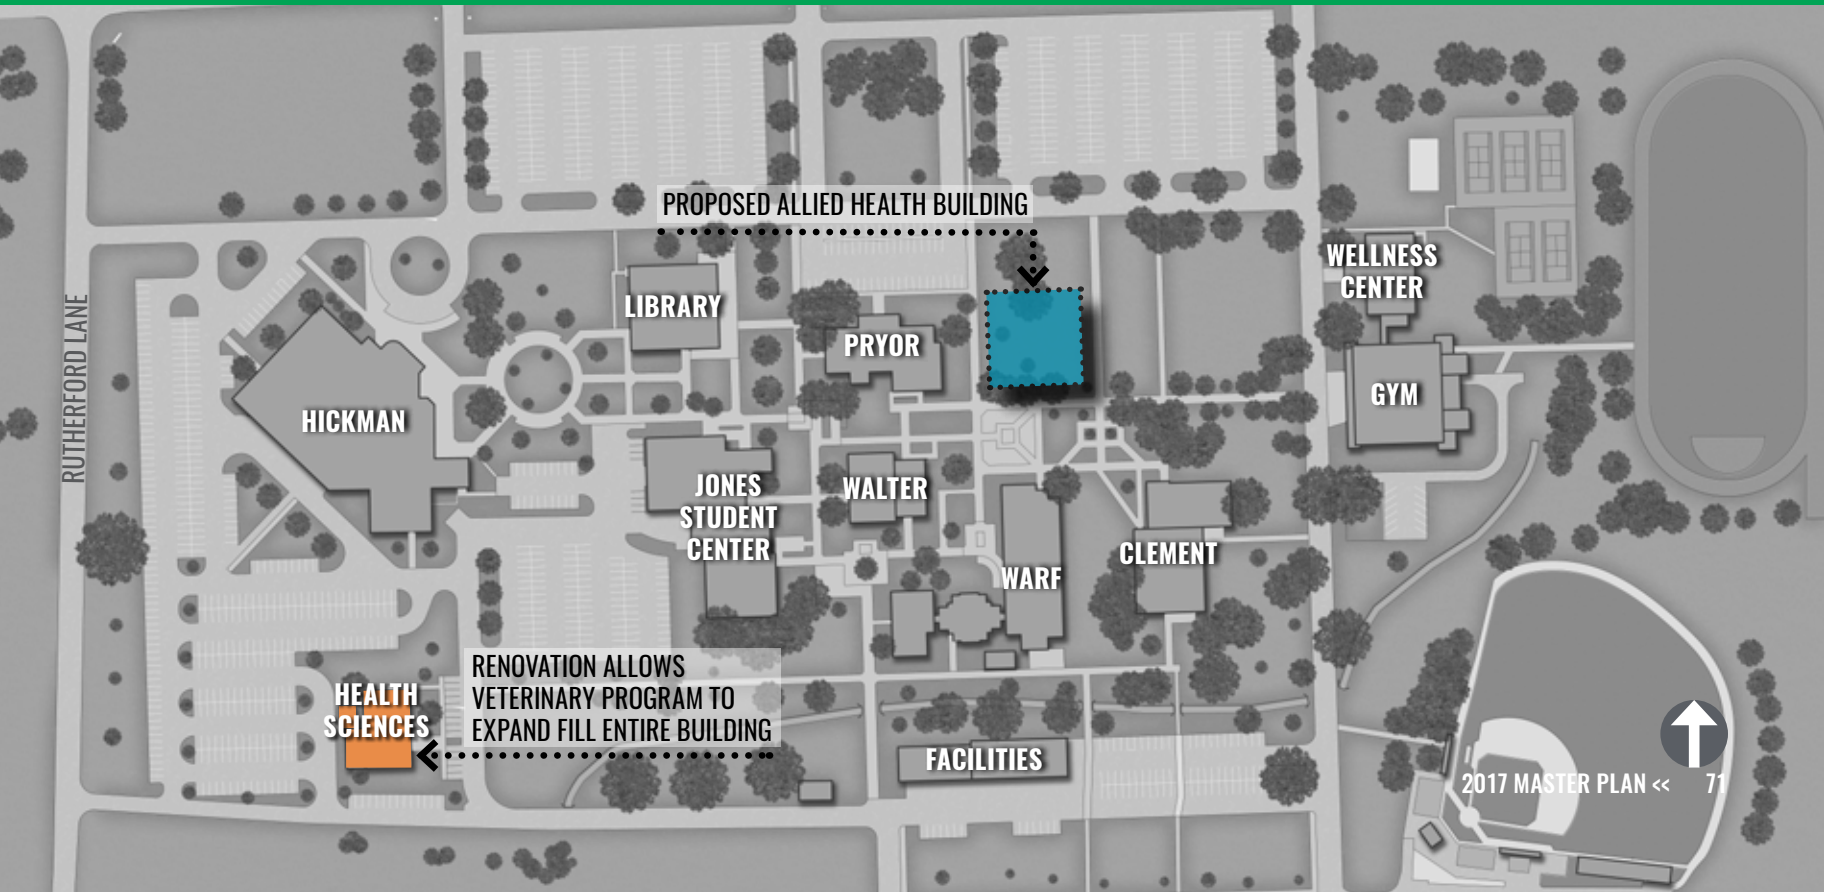 PROPOSED ALLIED HEALTH BUILDING
WELLNESS
CENTER
LIBRARY
PRYOR
RUTHERFORD LANE
HICKMAN
GYM
JONES
STUDENT
CENTER
WALTER
CLEMENT
WARF
HEALTH
SCIENCES
RENOVATION ALLOWS
VETERINARY PROGRAM TO
EXPAND FILL ENTIRE BUILDING
FACILITIES
2017 MASTER PLAN << 71